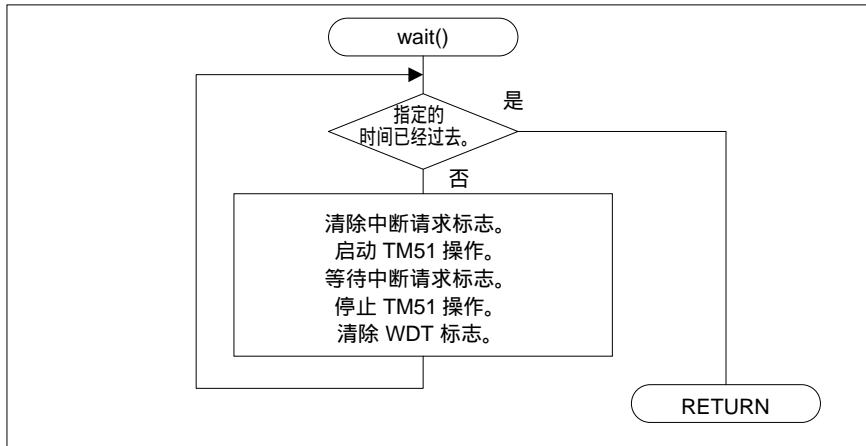 wait()
指定的
时间已经过去。
是
否
清除中断请求标志。
启动 TM51 操作。
等待中断请求标志。
停止 TM51 操作。
清除 WDT 标志。
RETURN